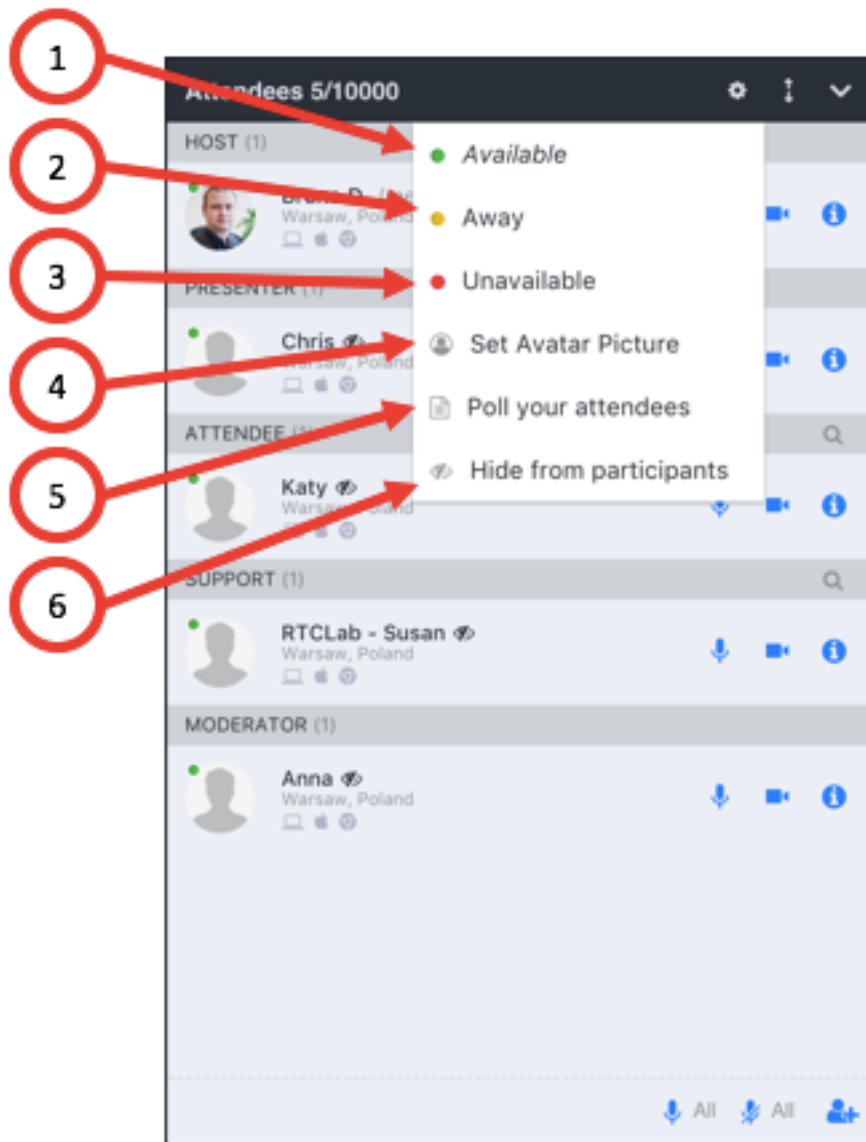 1
Attendees 5/10000
HOST (1)
Available
2
Warsaw, Poland
Away
3
PRESENTER (1)
Unavailable
Chris
Set Avatar Picture
4
Warsaw, Poland
Poll your attendees
ATTENDEE (1)
5
Katy
Hide from participants
Warsaw, Poland
SUPPORT (1)
6
RTCLab - Susan
Warsaw, Poland
MODERATOR (1)
Anna
Warsaw, Poland
All All